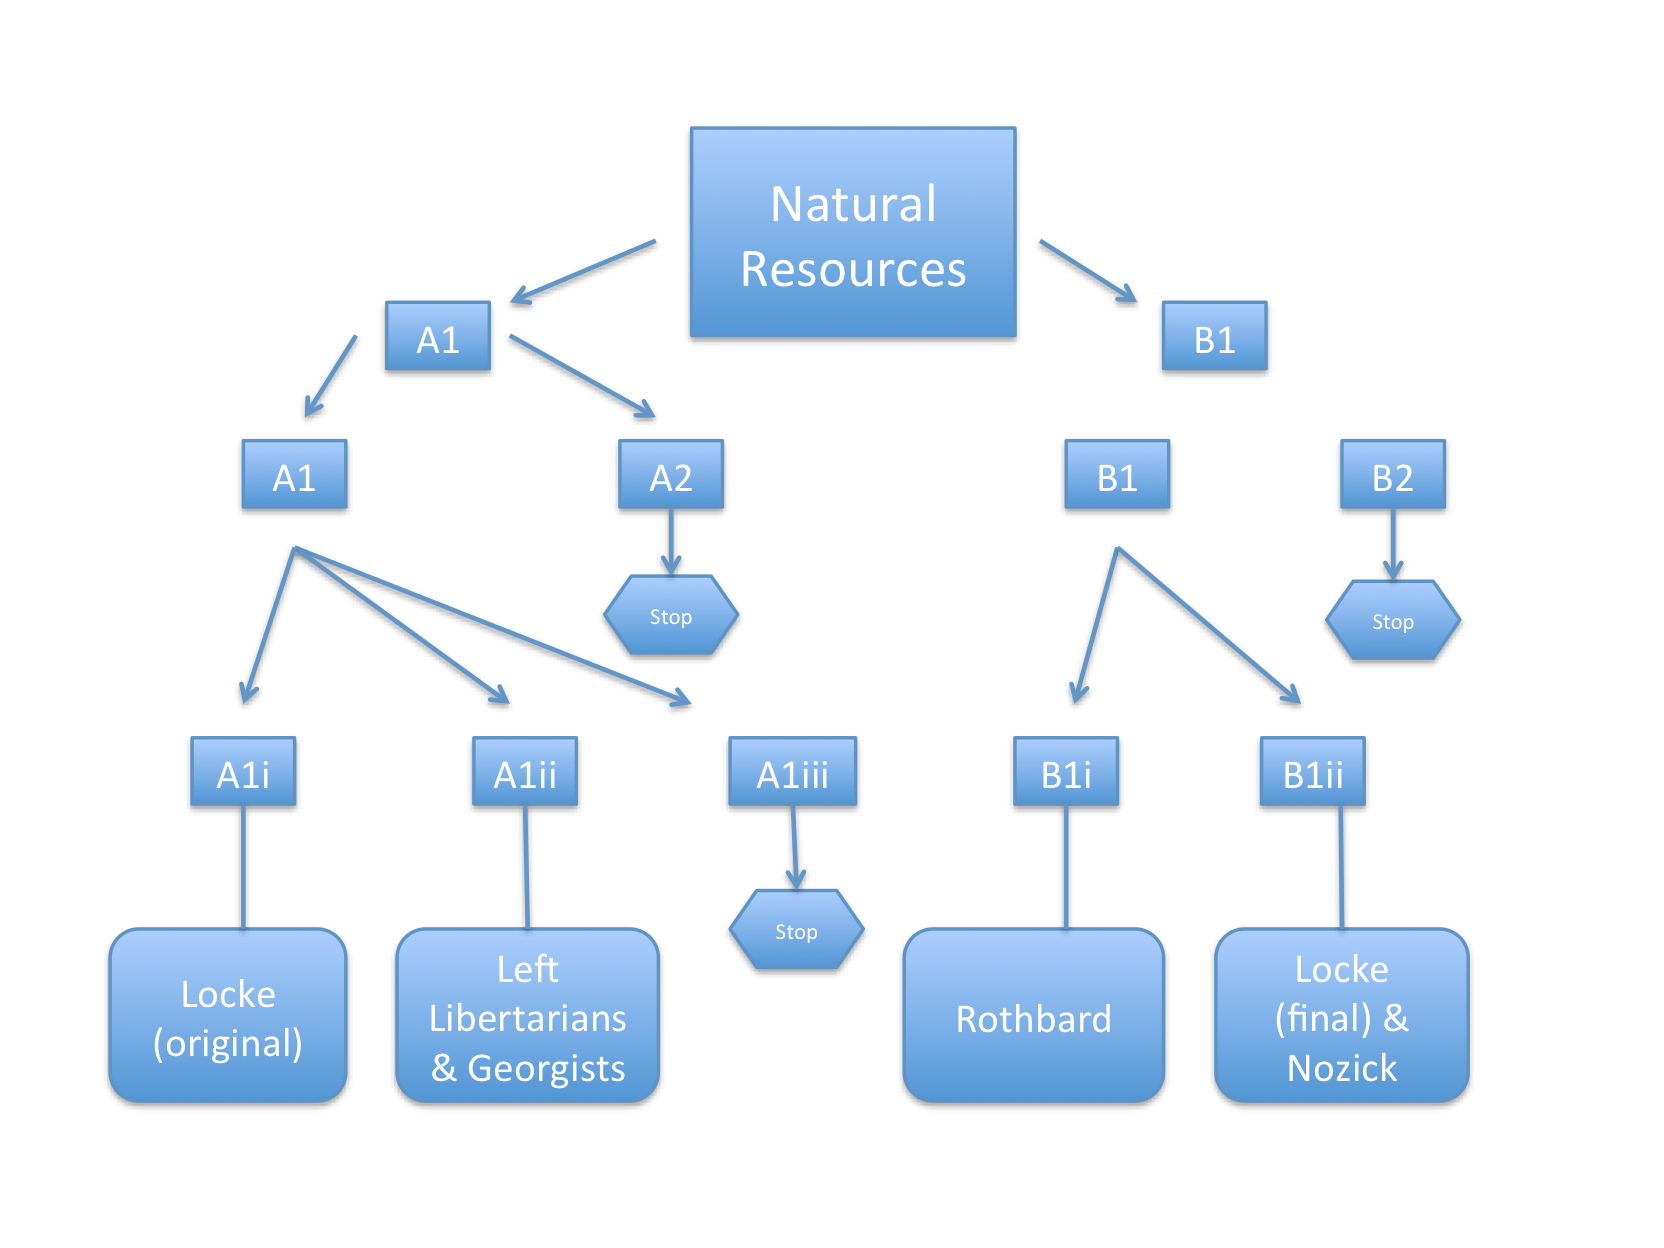 Natural
Resources
A1
B1
A1
A2
B1
B2
Stop
Stop
A1i
A1ii
A1iii
B1i
B1ii
Stop
Locke
(original)
Left
Libertarians
& Georgists
Rothbard
Locke
(final) &
Nozick